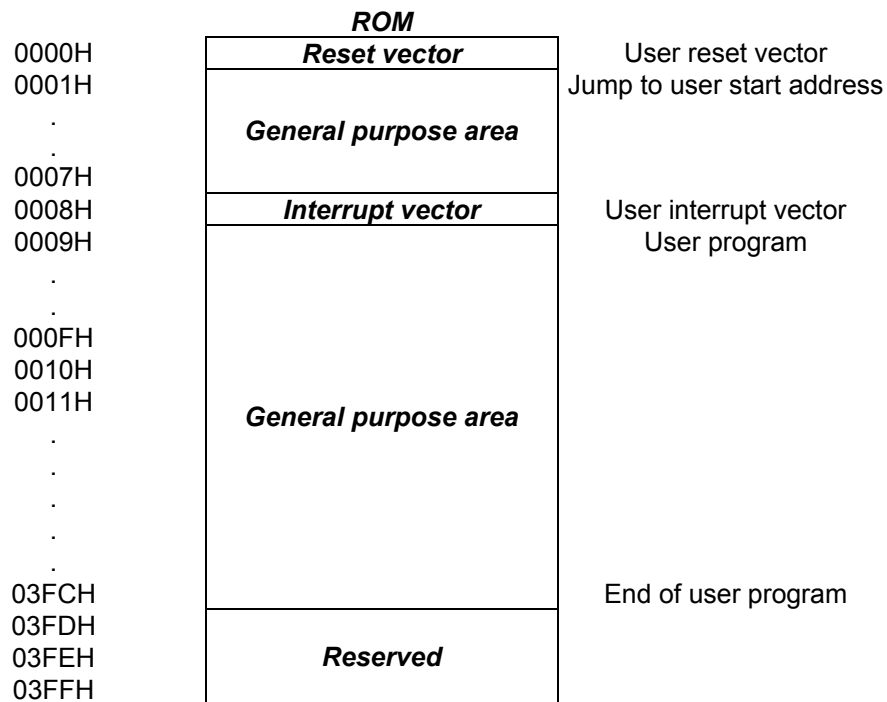 ROM
0000H Reset vector User reset vector
0001H Jump to user start address
.
General purpose area
.
0007H
0008H Interrupt vector User interrupt vector
0009H User program
.
.
000FH
0010H
0011H
General purpose area
.
.
.
.
.
03FCH End of user program
03FDH
03FEH Reserved
03FFH